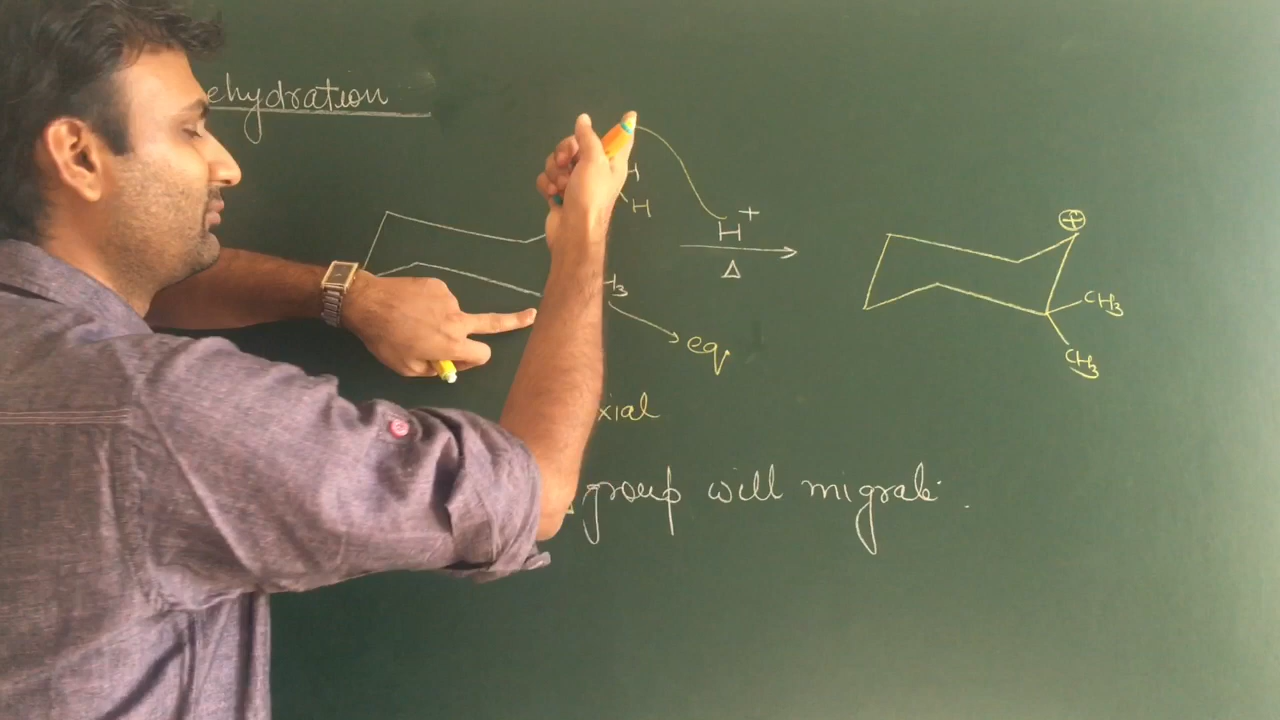 ehydration
H
H
H+
Δ
H3
eq
xial
group will migrate.
⊕
CH3
CH3